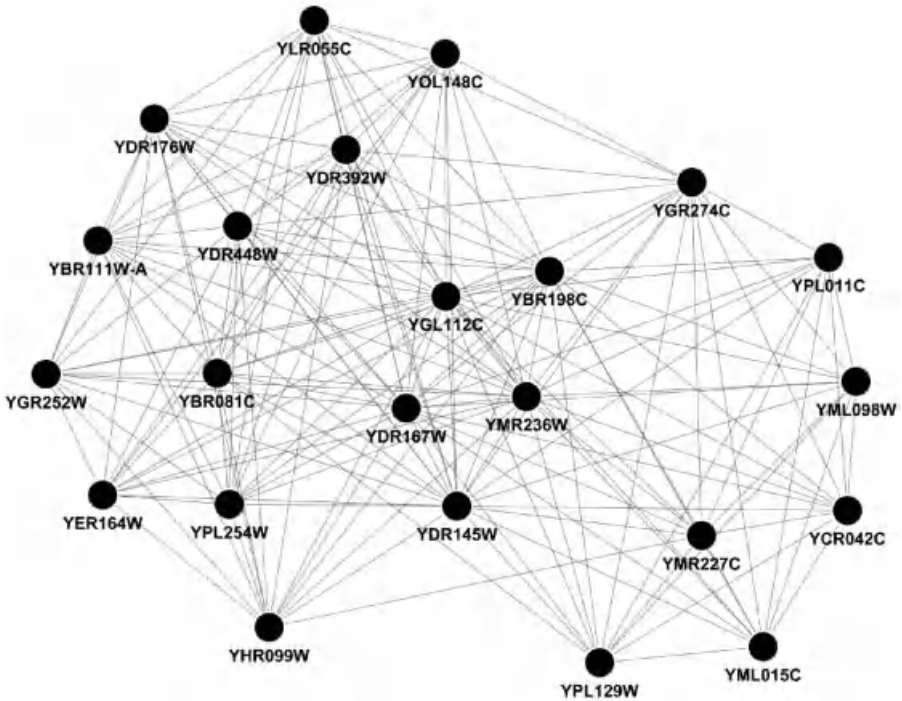 YLR055C
YOL148C
YDR176W
YDR392W
YGR274C
YBR111W-A
YDR448W
YBR198C
YPL011C
YGL112C
YGR252W
YBR081C
YML098W
YDR167W
YMR236W
YER164W
YPL254W
YDR145W
YCR042C
YMR227C
YHR099W
YPL129W
YML015C